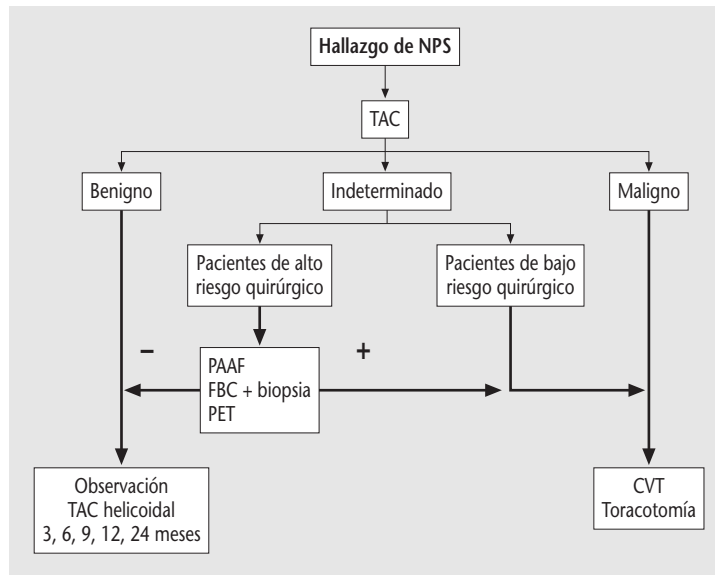 Hallazgo de NPS
TAC
Benigno
Indeterminado
Maligno
Pacientes de alto
riesgo quirúrgico
Pacientes de bajo
riesgo quirúrgico
–
+
PAAF
FBC + biopsia
PET
Observación
TAC helicoidal
3, 6, 9, 12, 24 meses
CVT
Toracotomía